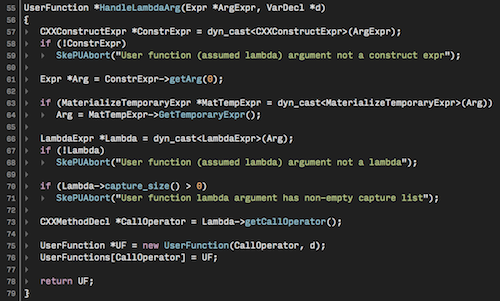 55 UserFunction *HandleLambdaArg(Expr *ArgExpr, VarDecl *d)
56 {
57 CXXConstructExpr *ConstrExpr = dyn_cast<CXXConstructExpr>(ArgExpr);
58 if (!ConstrExpr)
59 SkePUAbort("User function (assumed lambda) argument not a construct expr");
60
61 Expr *Arg = ConstrExpr->getArg(0);
62
63 if (MaterializeTemporaryExpr *MatTempExpr = dyn_cast<MaterializeTemporaryExpr>(Arg))
64 Arg = MatTempExpr->GetTemporaryExpr();
65
66 LambdaExpr *Lambda = dyn_cast<LambdaExpr>(Arg);
67 if (!Lambda)
68 SkePUAbort("User function (assumed lambda) argument not a lambda");
69
70 if (Lambda->capture_size() > 0)
71 SkePUAbort("User function lambda argument has non-empty capture list");
72
73 CXXMethodDecl *CallOperator = Lambda->getCallOperator();
74
75 UserFunction *UF = new UserFunction(CallOperator, d);
76 UserFunctions[CallOperator] = UF;
77
78 return UF;
79 }